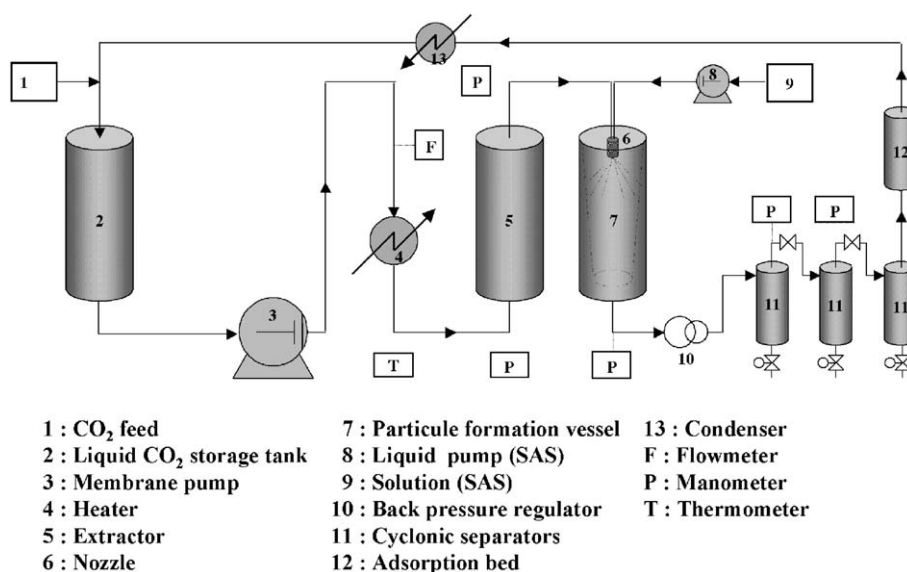 13
1
P
8
9
F
6
12
2
5
7
4
P
P
3
11
11
11
T
P
P
10
1 : CO₂ feed
2 : Liquid CO₂ storage tank
3 : Membrane pump
4 : Heater
5 : Extractor
6 : Nozzle
7 : Particule formation vessel
8 : Liquid pump (SAS)
9 : Solution (SAS)
10 : Back pressure regulator
11 : Cyclonic separators
12 : Adsorption bed
13 : Condenser
F : Flowmeter
P : Manometer
T : Thermometer